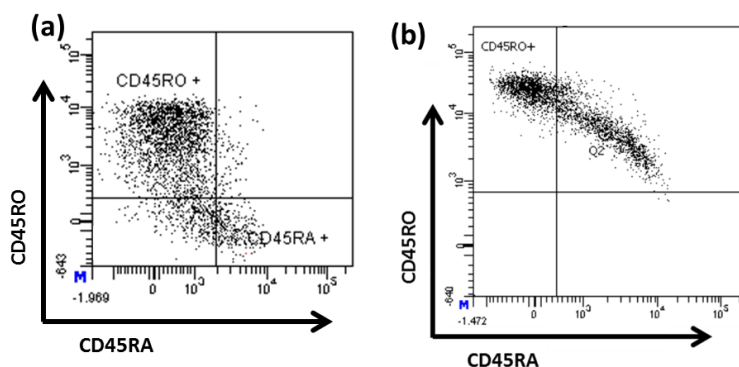 (a)
CD45RO +
CD45RA +
10^5
10^4
10^3
0
-643
M
-1.969
0
10^3
10^4
10^5
CD45RO
CD45RA
(b)
CD45RO+
Q2
10^5
10^4
10^3
0
-640
M
-1.472
0
10^3
10^4
10^5
CD45RO
CD45RA